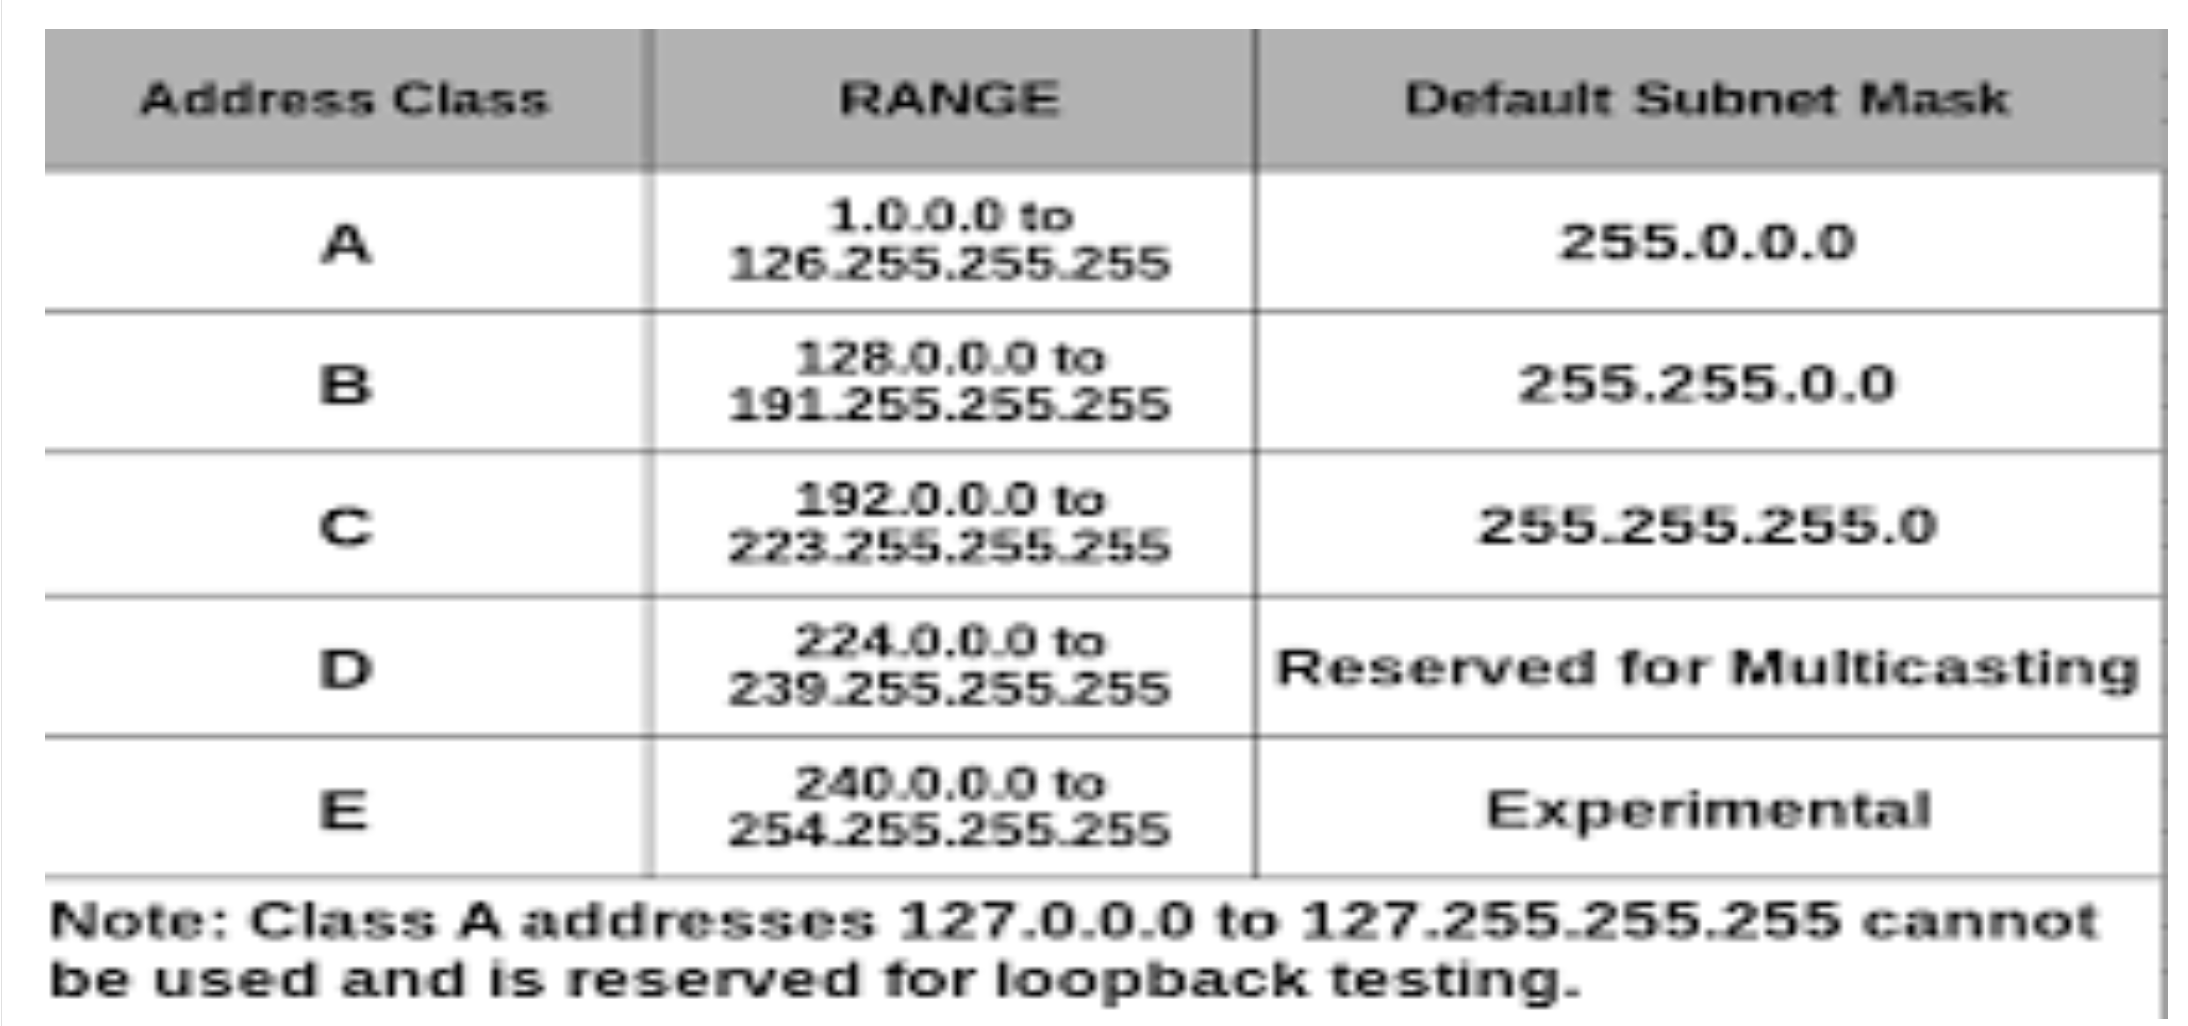 Address Class RANGE Default Subnet Mask
A 1.0.0.0 to 255.0.0.0
126.255.255.255
B 128.0.0.0 to 255.255.0.0
191.255.255.255
C 192.0.0.0 to 255.255.255.0
223.255.255.255
D 224.0.0.0 to Reserved for Multicasting
239.255.255.255
E 240.0.0.0 to Experimental
254.255.255.255
Note: Class A addresses 127.0.0.0 to 127.255.255.255 cannot
be used and is reserved for loopback testing.